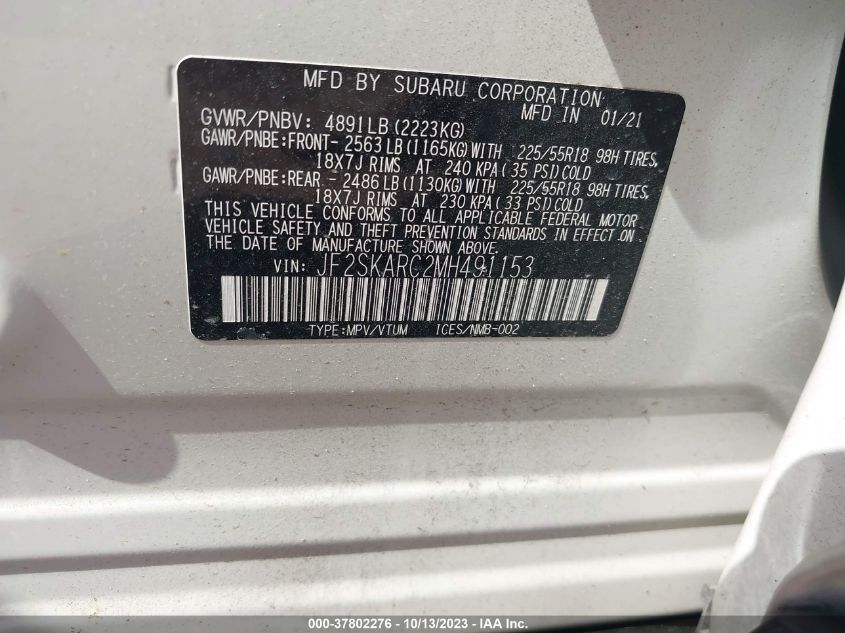 MFD BY SUBARU CORPORATION
MFD IN 01/21
GVWR/PNBV: 4891LB(2223KG)
GAWR/PNBE:FRONT- 2563LB(1165KG)WITH 225/55R18 98H TIRES,
18X7J RIMS AT 240 KPA(35 PSI)COLD
GAWR/PNBE:REAR - 2486LB(1130KG)WITH 225/55R18 98H TIRES,
18X7J RIMS AT 230 KPA(33 PSI)COLD
THIS VEHICLE CONFORMS TO ALL APPLICABLE FEDERAL MOTOR
VEHICLE SAFETY AND THEFT PREVENTION STANDARDS IN EFFECT ON
THE DATE OF MANUFACTURE SHOWN ABOVE.
VIN: JF2SKARC2MH491153
TYPE:MPV/VTUM ICES/NMB-002
000-37802276 - 10/13/2023 - IAA Inc.